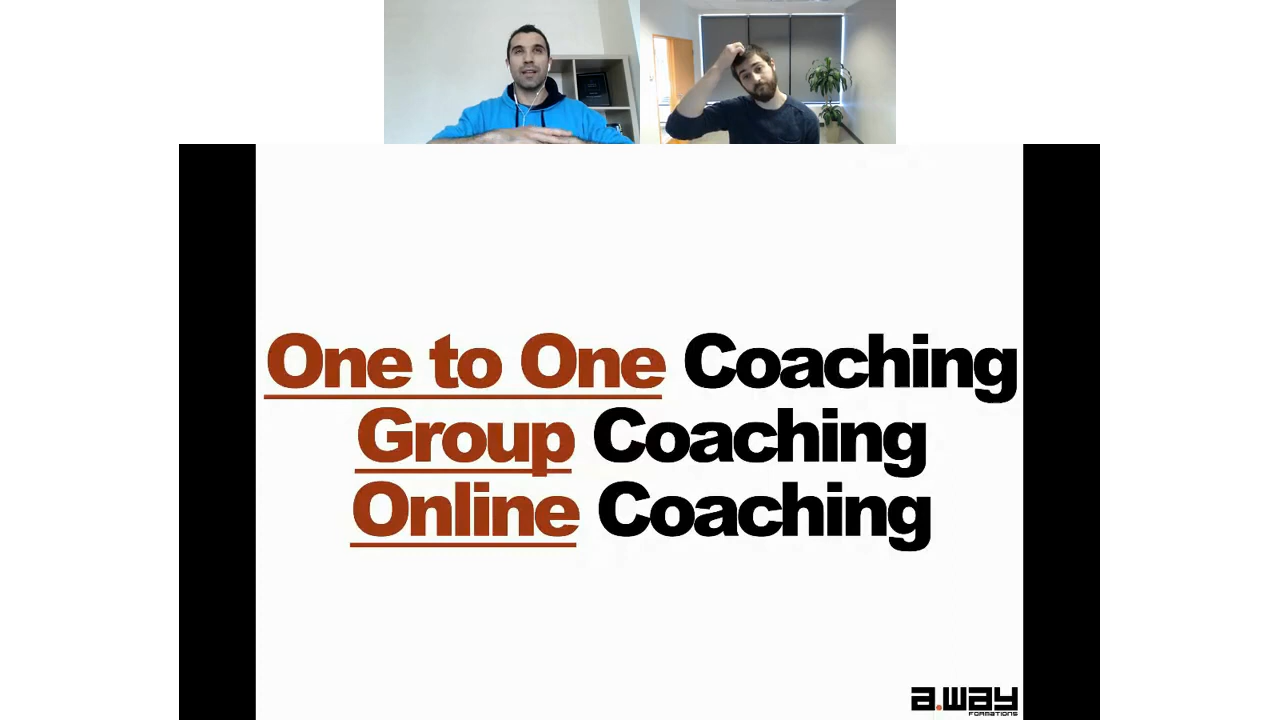 One to One Coaching
Group Coaching
Online Coaching
a.way
FORMATIONS